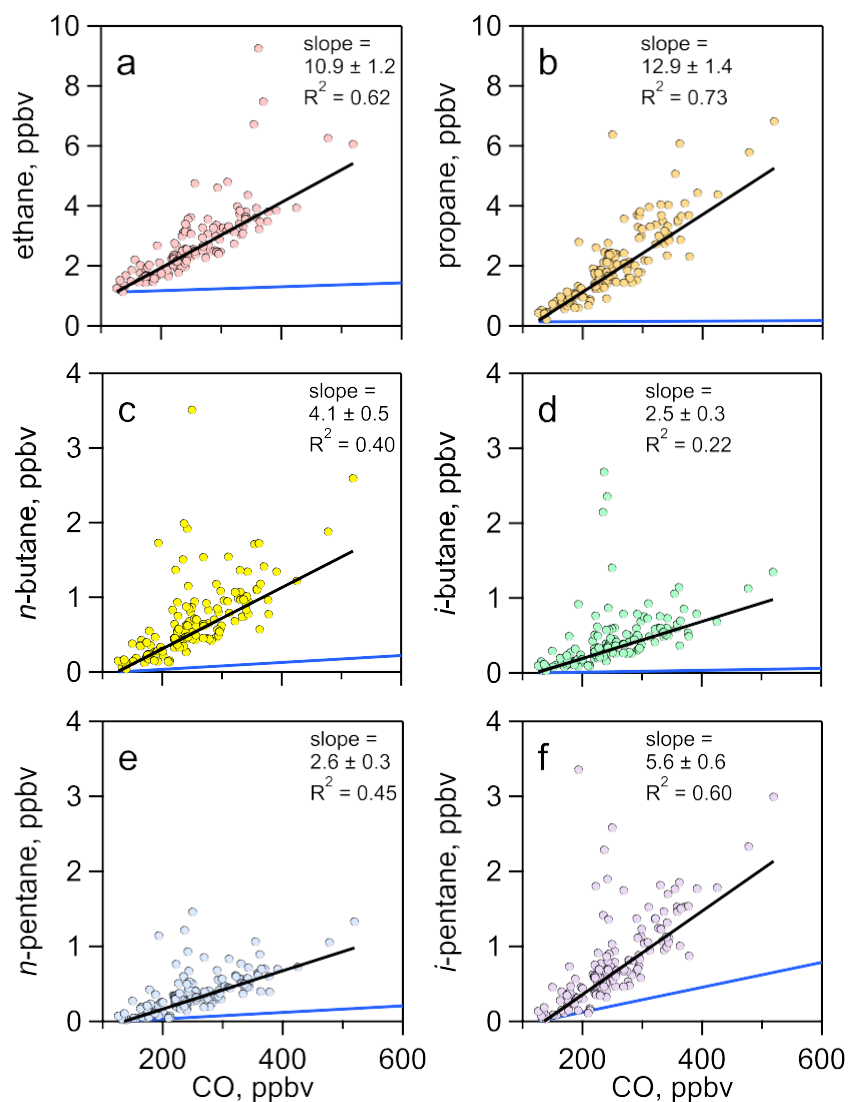 10
8
6
4
2
0
ethane, ppbv
a
slope =
10.9 ± 1.2
R² = 0.62
10
8
6
4
2
0
propane, ppbv
b
slope =
12.9 ± 1.4
R² = 0.73
4
3
2
1
0
n-butane, ppbv
c
slope =
4.1 ± 0.5
R² = 0.40
4
3
2
1
0
i-butane, ppbv
d
slope =
2.5 ± 0.3
R² = 0.22
4
3
2
1
0
n-pentane, ppbv
e
slope =
2.6 ± 0.3
R² = 0.45
200
400
600
CO, ppbv
4
3
2
1
0
i-pentane, ppbv
f
slope =
5.6 ± 0.6
R² = 0.60
200
400
600
CO, ppbv